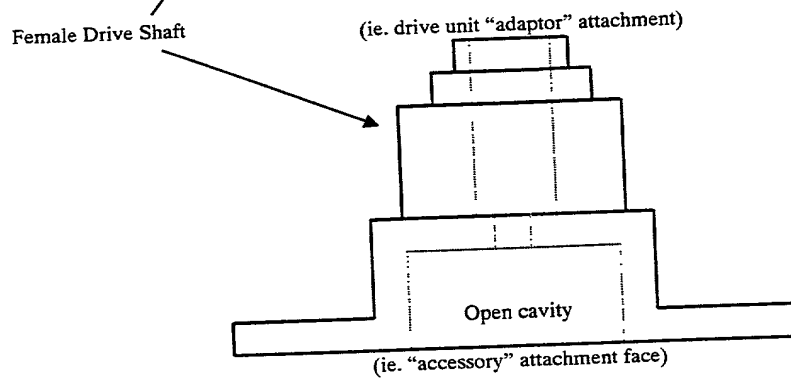 (ie. drive unit “adaptor” attachment)
Female Drive Shaft
Open cavity
(ie. “accessory” attachment face)